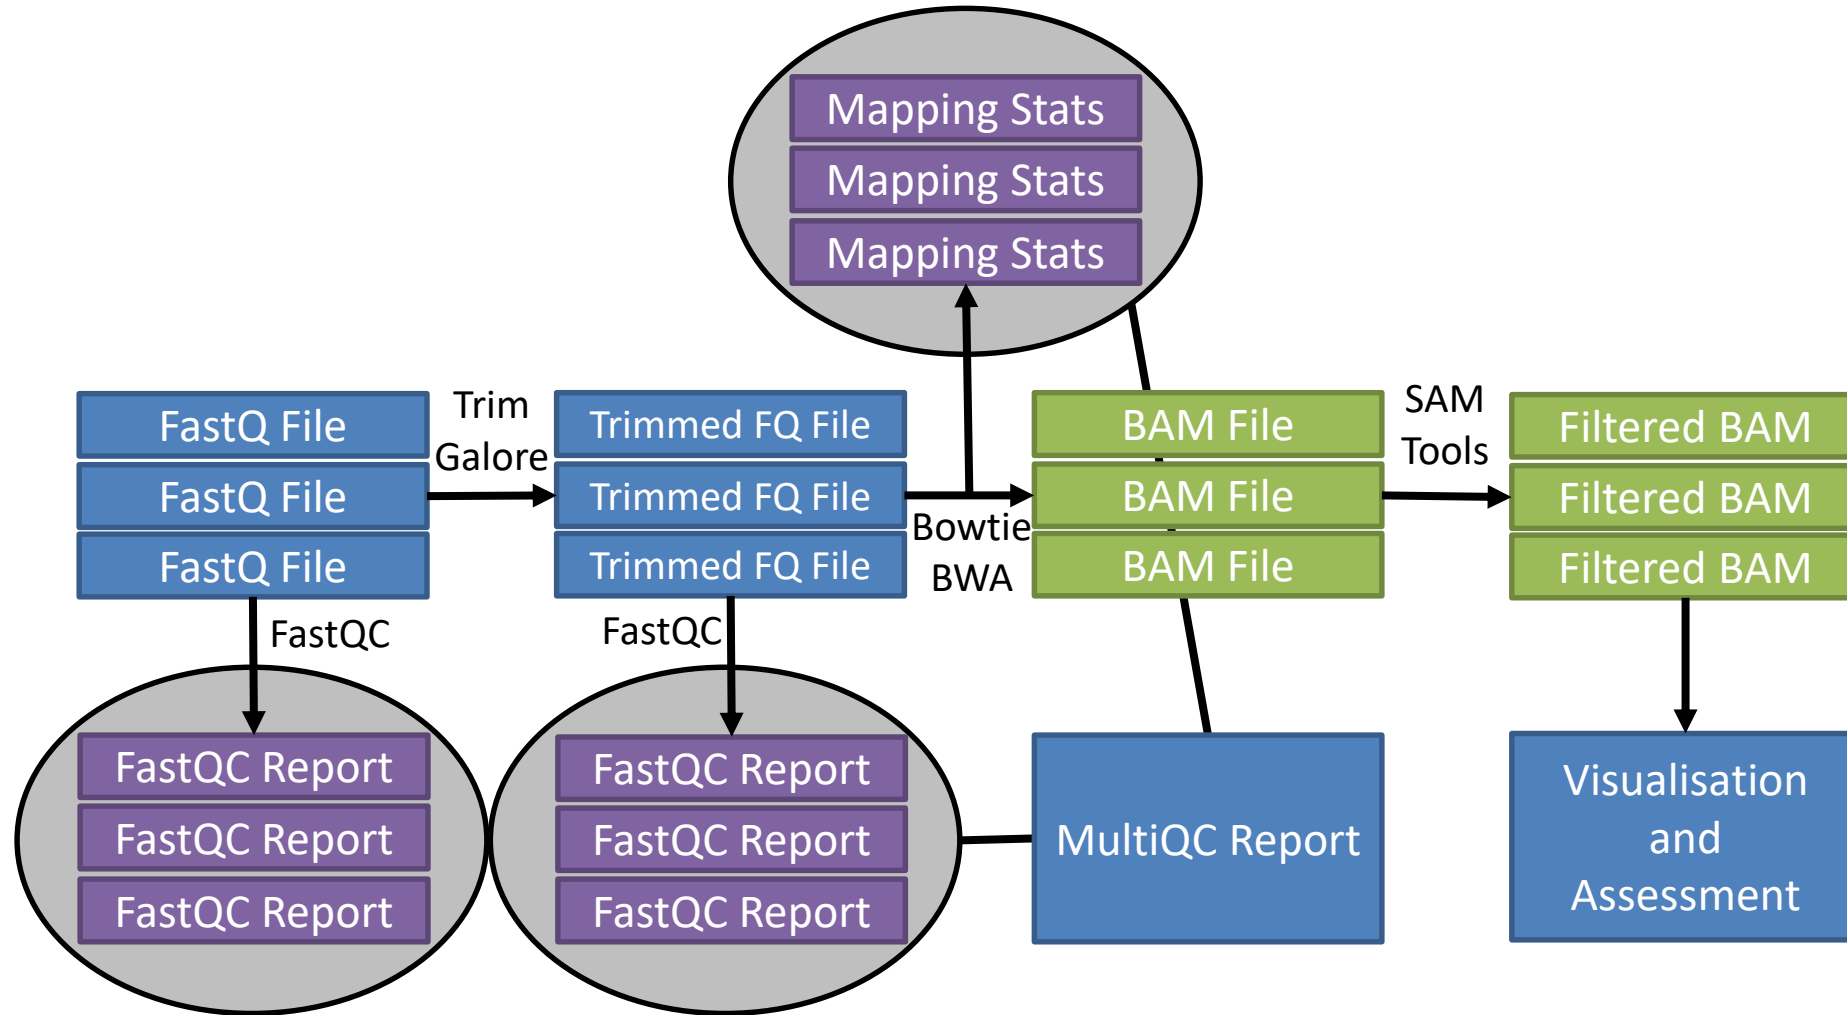 Mapping Stats
Mapping Stats
Mapping Stats
FastQ File
FastQ File
FastQ File
Trim
Galore
Trimmed FQ File
Trimmed FQ File
Trimmed FQ File
Bowtie
BWA
BAM File
BAM File
BAM File
SAM
Tools
Filtered BAM
Filtered BAM
Filtered BAM
FastQC
FastQC
FastQC Report
FastQC Report
FastQC Report
FastQC Report
FastQC Report
FastQC Report
MultiQC Report
Visualisation
and
Assessment